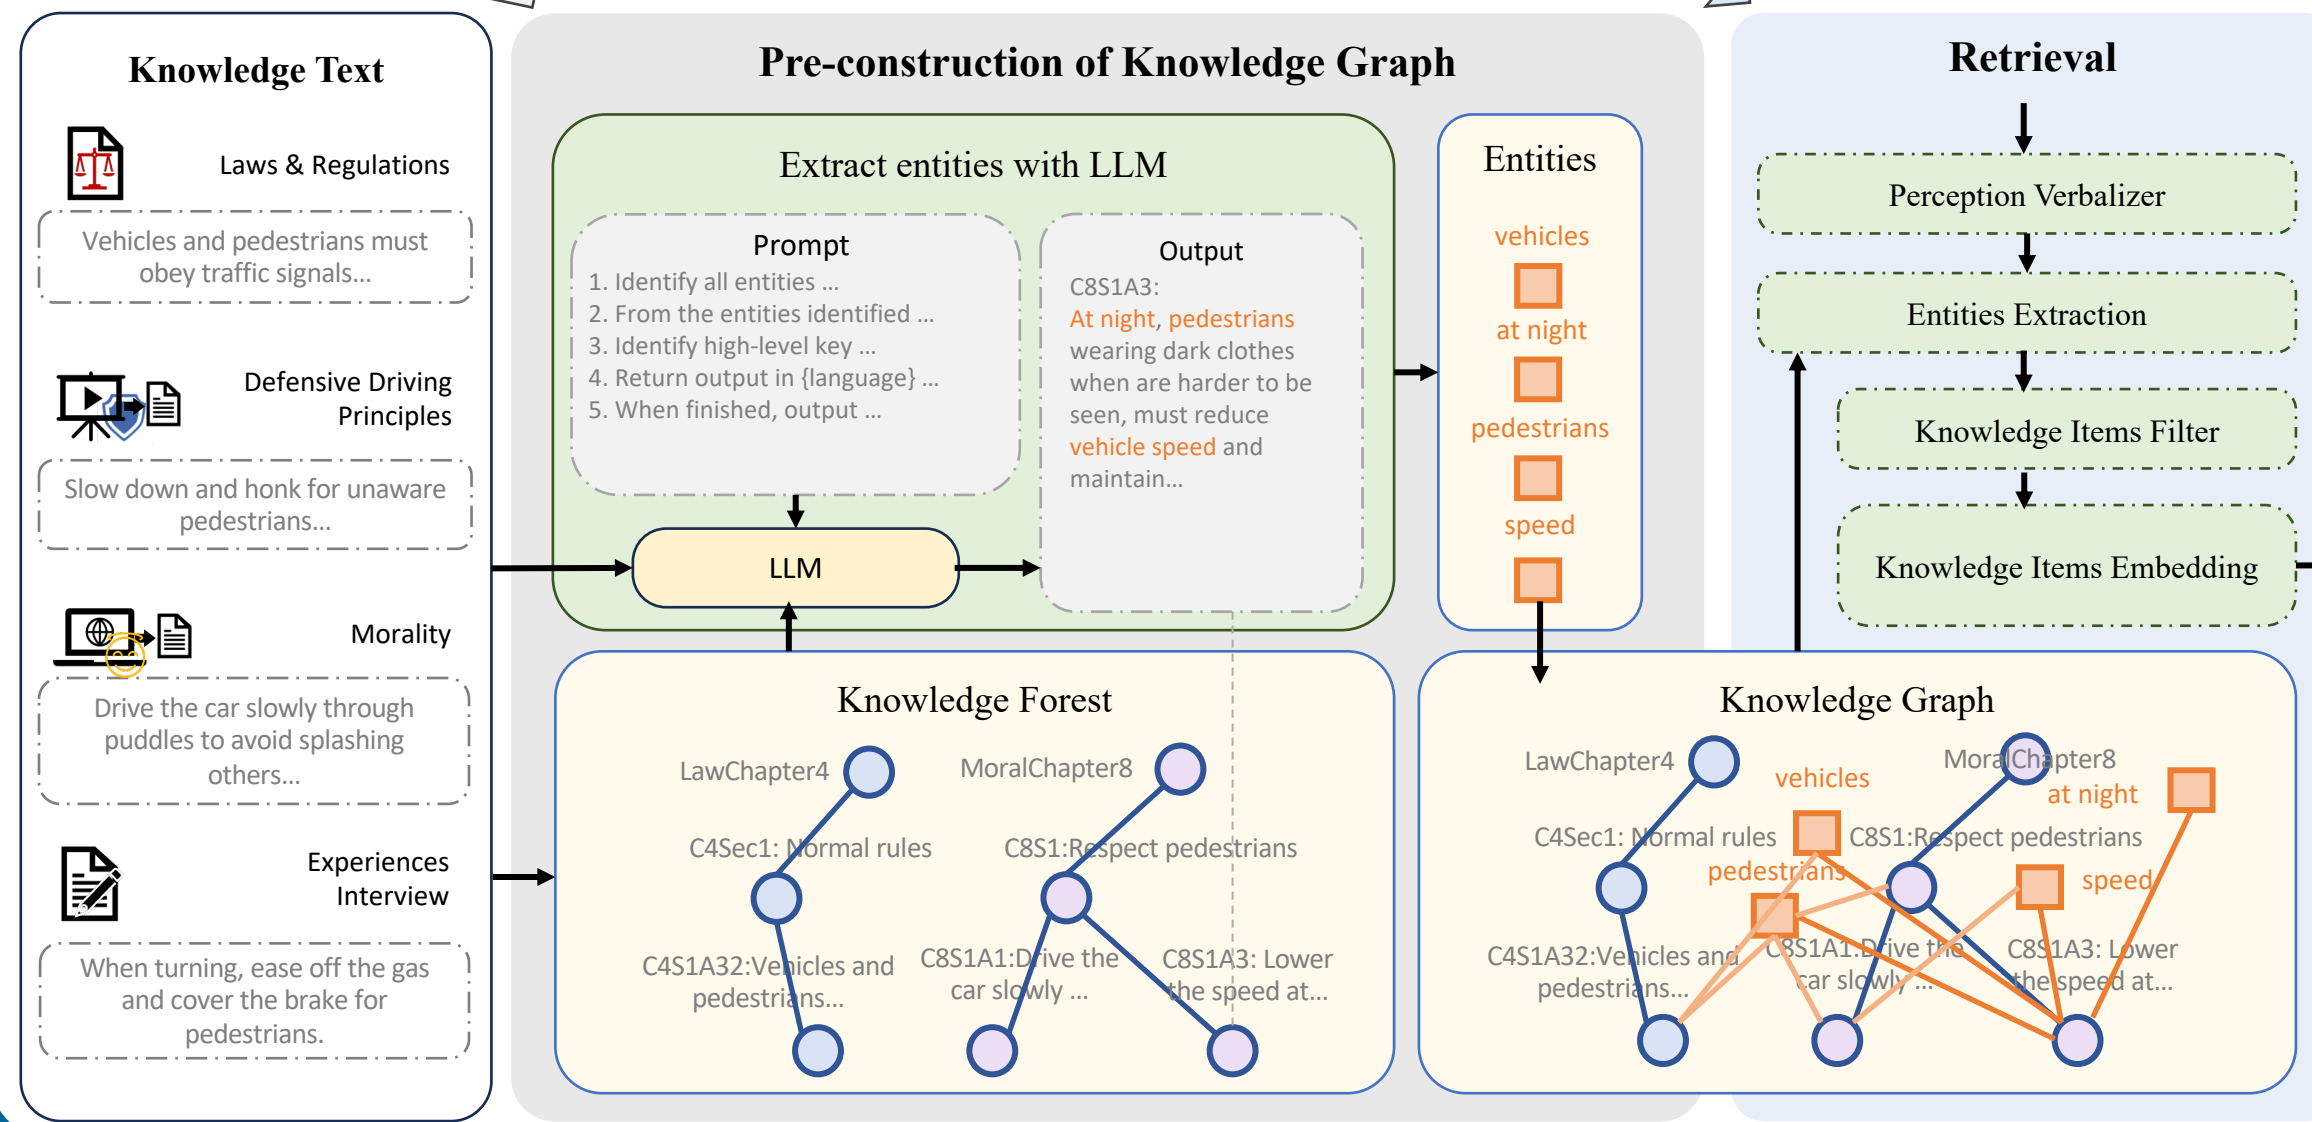 Knowledge Text
Laws & Regulations
Vehicles and pedestrians must
obey traffic signals...
Defensive Driving
Principles
Slow down and honk for unaware
pedestrians...
Morality
Drive the car slowly through
puddles to avoid splashing
others...
Experiences
Interview
When turning, ease off the gas
and cover the brake for
pedestrians.
Pre-construction of Knowledge Graph
Extract entities with LLM
Prompt
1. Identify all entities ...
2. From the entities identified ...
3. Identify high-level key ...
4. Return output in {language} ...
5. When finished, output ...
LLM
Output
C8S1A3:
At night, pedestrians
wearing dark clothes
when are harder to be
seen, must reduce
vehicle speed and
maintain...
Entities
vehicles
at night
pedestrians
speed
Knowledge Forest
LawChapter4
MoralChapter8
C4Sec1: Normal rules
C8S1:Respect pedestrians
C4S1A32:Vehicles and
pedestrians...
C8S1A1:Drive the
car slowly ...
C8S1A3: Lower
the speed at...
Retrieval
Perception Verbalizer
Entities Extraction
Knowledge Items Filter
Knowledge Items Embedding
Knowledge Graph
LawChapter4
MoralChapter8
vehicles
at night
C4Sec1: Normal rules
C8S1:Respect pedestrians
pedestrians
speed
C4S1A32:Vehicles and
pedestrians...
C8S1A1:Drive the
car slowly ...
C8S1A3: Lower
the speed at...